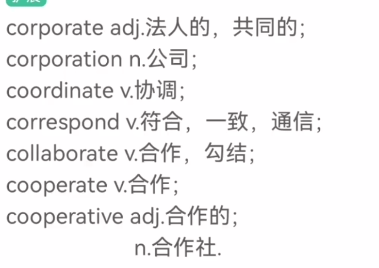 corporate adj.法人的，共同的；
corporation n.公司；
coordinate v.协调；
correspond v.符合，一致，通信；
collaborate v.合作，勾结；
cooperate v.合作；
cooperative adj.合作的；
n.合作社.